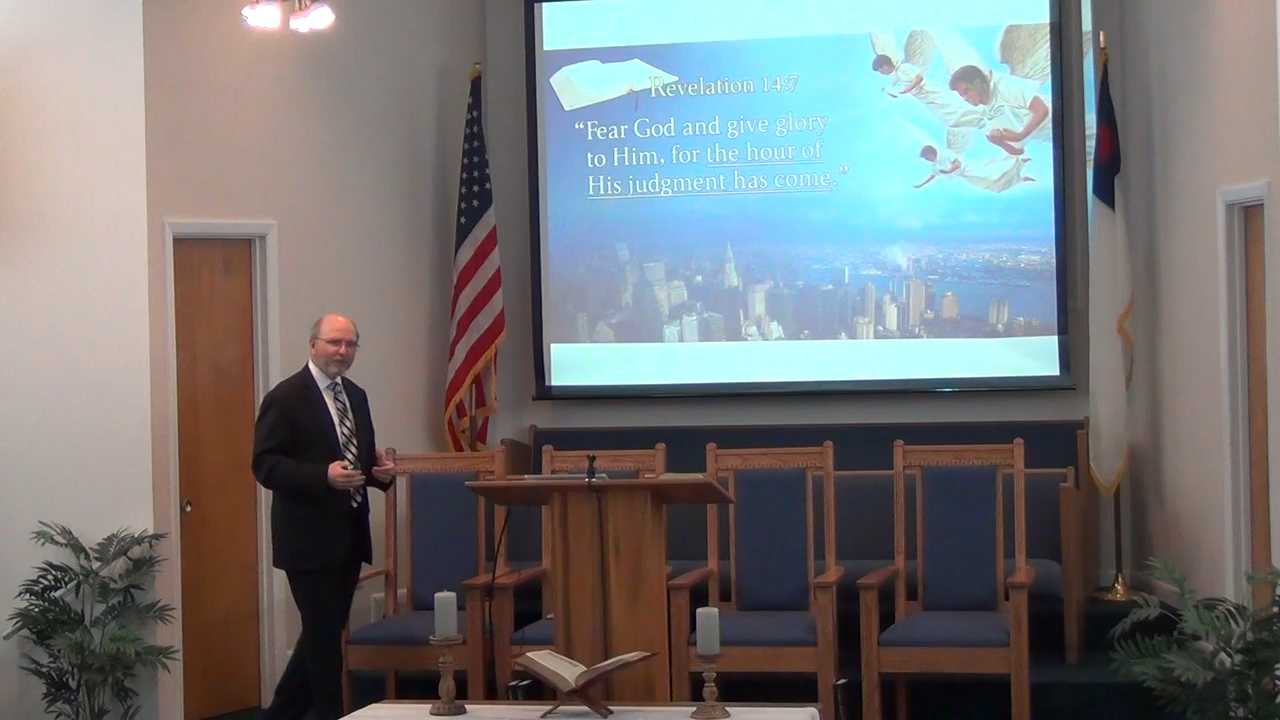 Revelation 14:7
“Fear God and give glory
to Him, for the hour of
His judgment has come.”